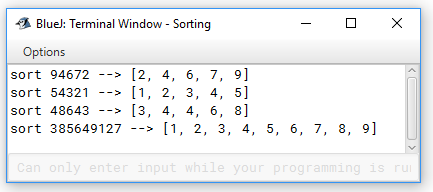 BlueJ: Terminal Window - Sorting
Options
sort 94672 --> [2, 4, 6, 7, 9]
sort 54321 --> [1, 2, 3, 4, 5]
sort 48643 --> [3, 4, 4, 6, 8]
sort 385649127 --> [1, 2, 3, 4, 5, 6, 7, 8, 9]
Can only enter input while your programming is run